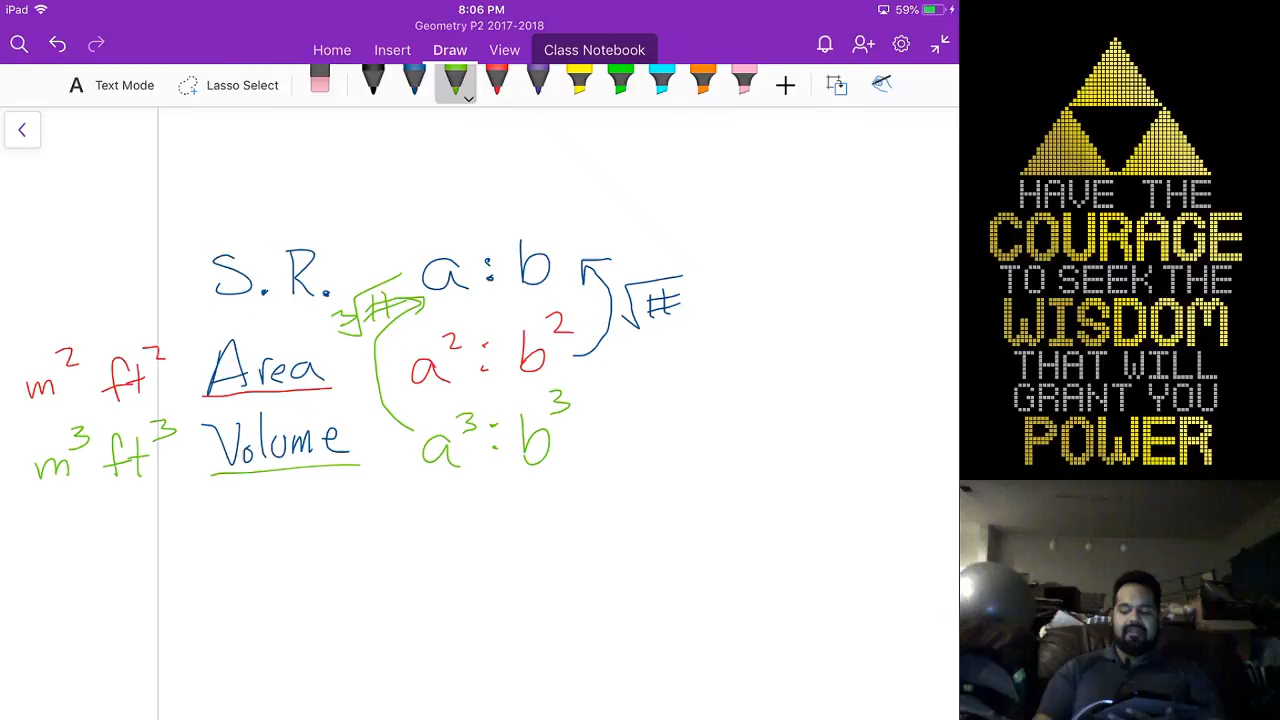 iPad 8:06 PM 59%
Geometry P2 2017-2018
Home Insert Draw View Class Notebook
A Text Mode Lasso Select
S.R. a : b
∛# √#
m² ft² Area a² : b²
m³ ft³ Volume a³ : b³
HAVE THE
COURAGE
TO SEEK THE
WISDOM
THAT WILL
GRANT YOU
POWER